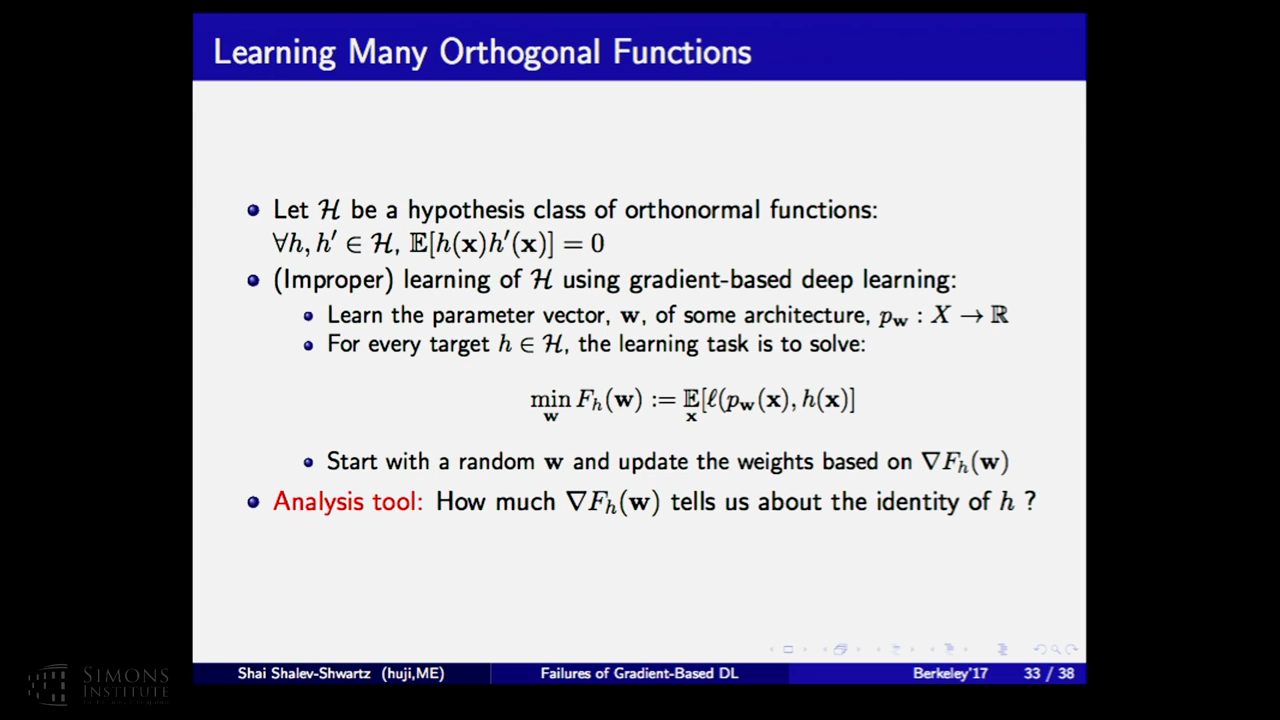 Learning Many Orthogonal Functions
Let ℋ be a hypothesis class of orthonormal functions:
∀h, h′ ∈ ℋ, 𝔼[h(𝐱)h′(𝐱)] = 0
(Improper) learning of ℋ using gradient-based deep learning:
Learn the parameter vector, 𝐰, of some architecture, p_𝐰 : X → ℝ
For every target h ∈ ℋ, the learning task is to solve:
min_𝐰 F_h(𝐰) := 𝔼_𝐱[ℓ(p_𝐰(𝐱), h(𝐱)]
Start with a random 𝐰 and update the weights based on ∇F_h(𝐰)
Analysis tool: How much ∇F_h(𝐰) tells us about the identity of h ?
SIMONS
INSTITUTE
Shai Shalev-Shwartz (huji,ME) Failures of Gradient-Based DL Berkeley'17 33 / 38